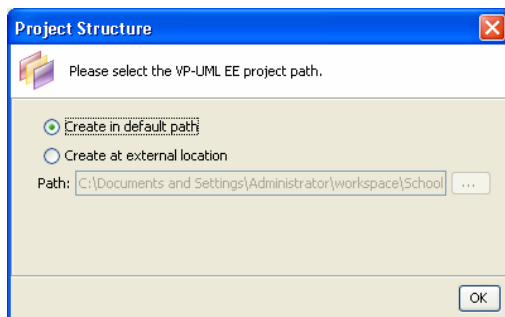 Project Structure
Please select the VP-UML EE project path.
Create in default path
Create at external location
Path: C:\Documents and Settings\Administrator\workspace\School ...
OK